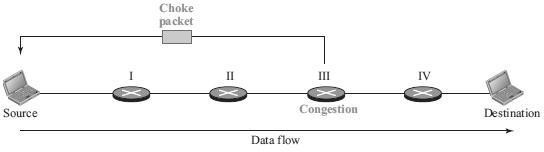 Choke
packet
I
II
III
IV
Source
Congestion
Destination
Data flow